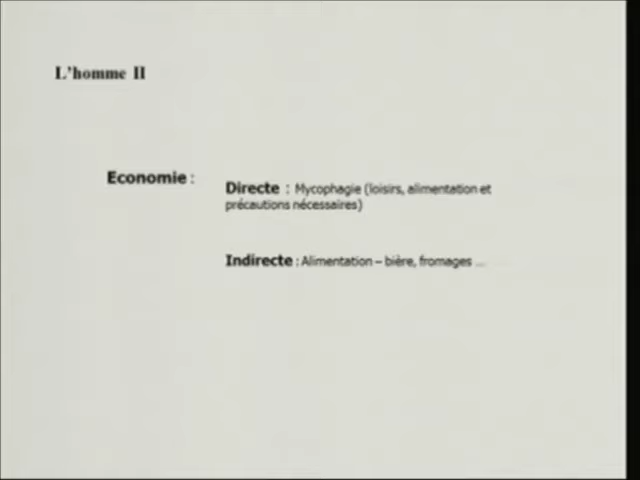 L'homme II
Economie :
Directe : Mycophagie (loisirs, alimentation et
précautions nécessaires)
Indirecte : Alimentation – bière, fromages ...